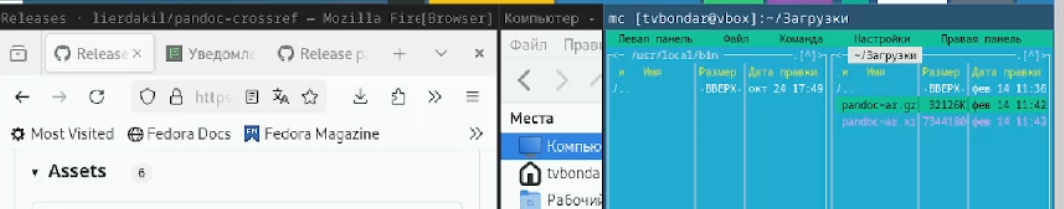 Releases · lierdakil/pandoc-crossref — Mozilla Fire[Browser]
Release ×
Уведомле
Release p
+
×
https
Most Visited
Fedora Docs
Fedora Magazine
Assets 6
Компьютер -
Файл Прав
Места
Компью
tvbonda
Рабочий
mc [tvbondar@vbox]:~/Загрузки
Левая панель Файл Команда Настройки Правая панель
<— /usr/local/bin .[^]>
.и Имя Размер Дата правки
/.. -ВВЕРХ- окт 24 17:49
~/Загрузки .[^]>
.и Имя Размер Дата правки
/.. -ВВЕРХ- фев 14 11:36
pandoc~ar.gz 32126K фев 14 11:42
pandoc~ar.xz 7344180 фев 14 11:42